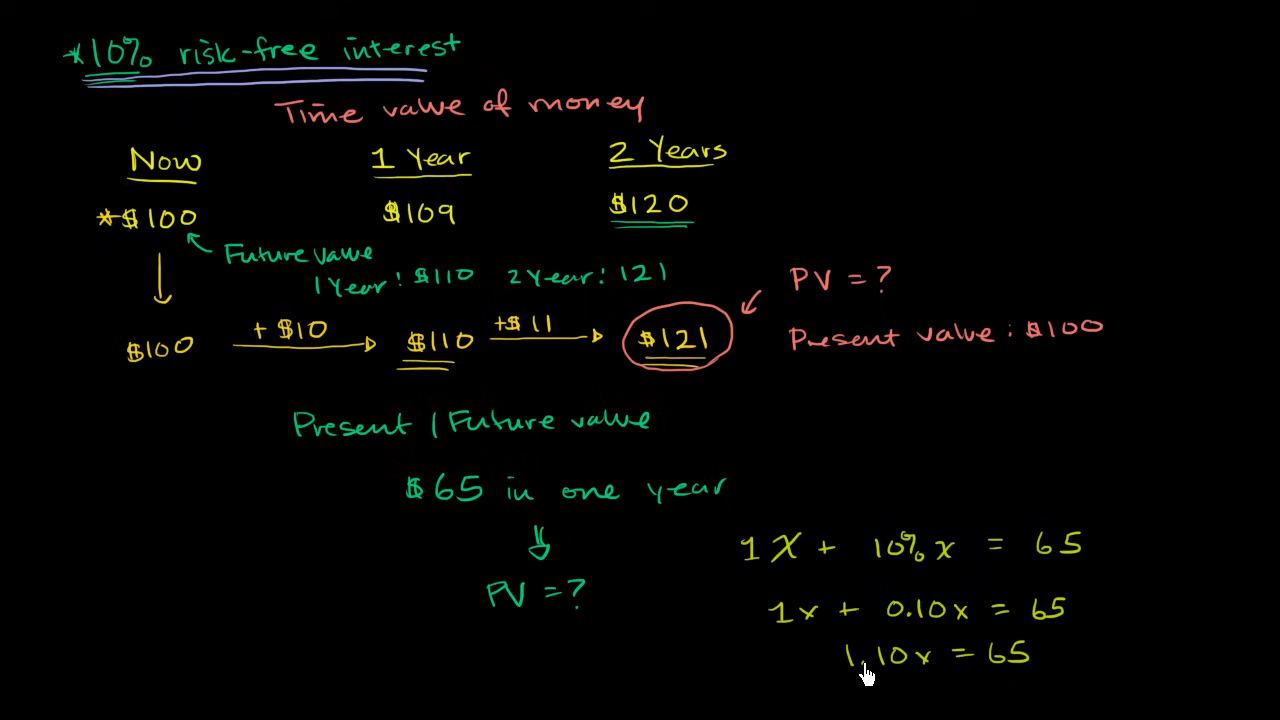 *10% risk-free interest
Time value of money
Now 1 Year 2 Years
*$100 $109 $120
Future value
1 Year: $110 2 Year: 121
PV = ?
$100 + $10 $110 +$ 11 $121
Present value: $100
Present / Future value
$65 in one year
PV = ?
1X + 10% x = 65
1x + 0.10x = 65
1.10x = 65